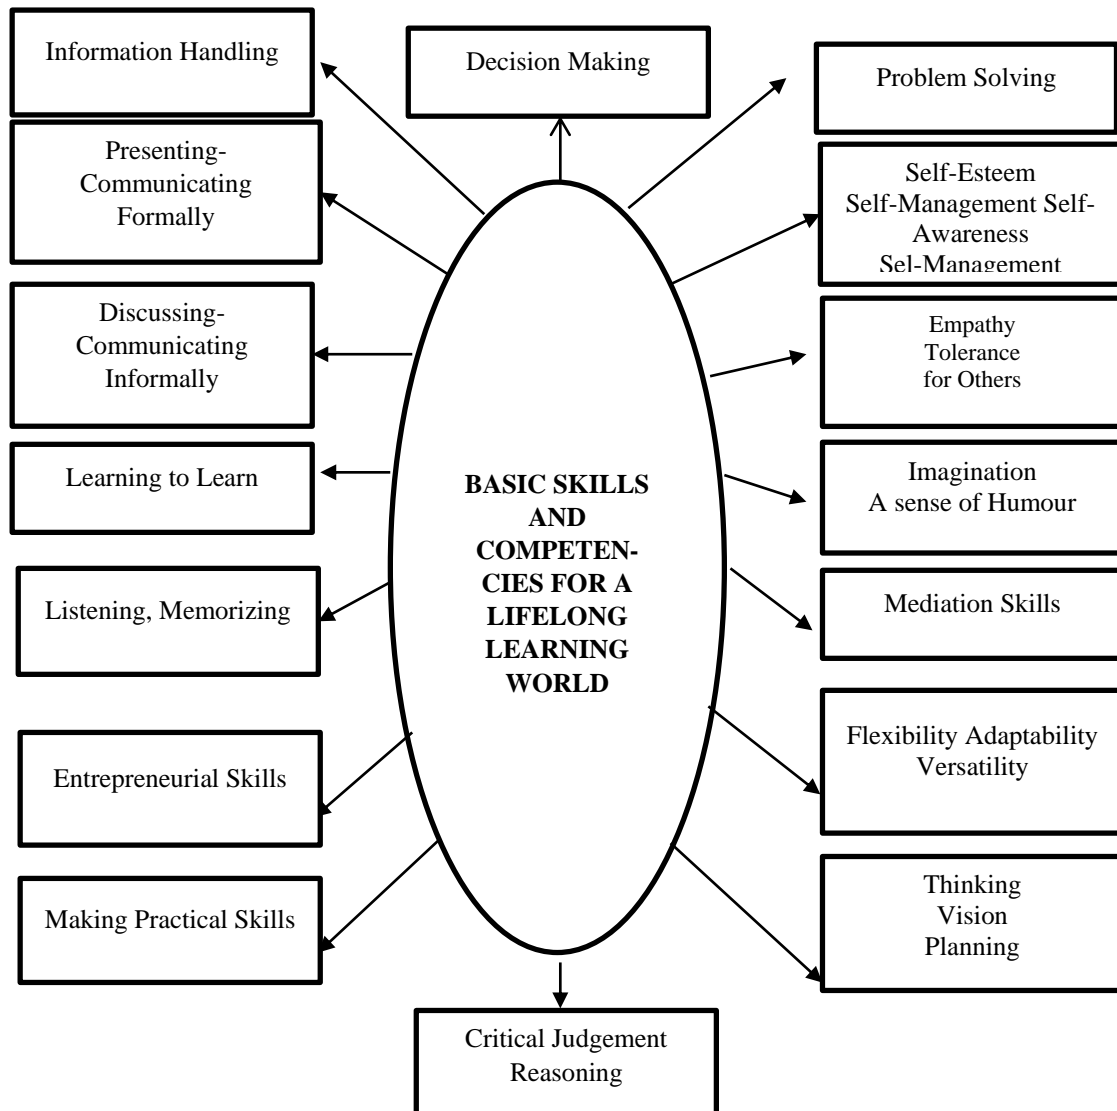 Information Handling
Decision Making
Problem Solving
Presenting-
Communicating
Formally
Self-Esteem
Self-Management Self-
Awareness
Sel-Management
Discussing-
Communicating
Informally
Empathy
Tolerance
for Others
Learning to Learn
Imagination
A sense of Humour
BASIC SKILLS
AND
COMPETEN-
CIES FOR A
LIFELONG
LEARNING
WORLD
Listening, Memorizing
Mediation Skills
Entrepreneurial Skills
Flexibility Adaptability
Versatility
Making Practical Skills
Thinking
Vision
Planning
Critical Judgement
Reasoning